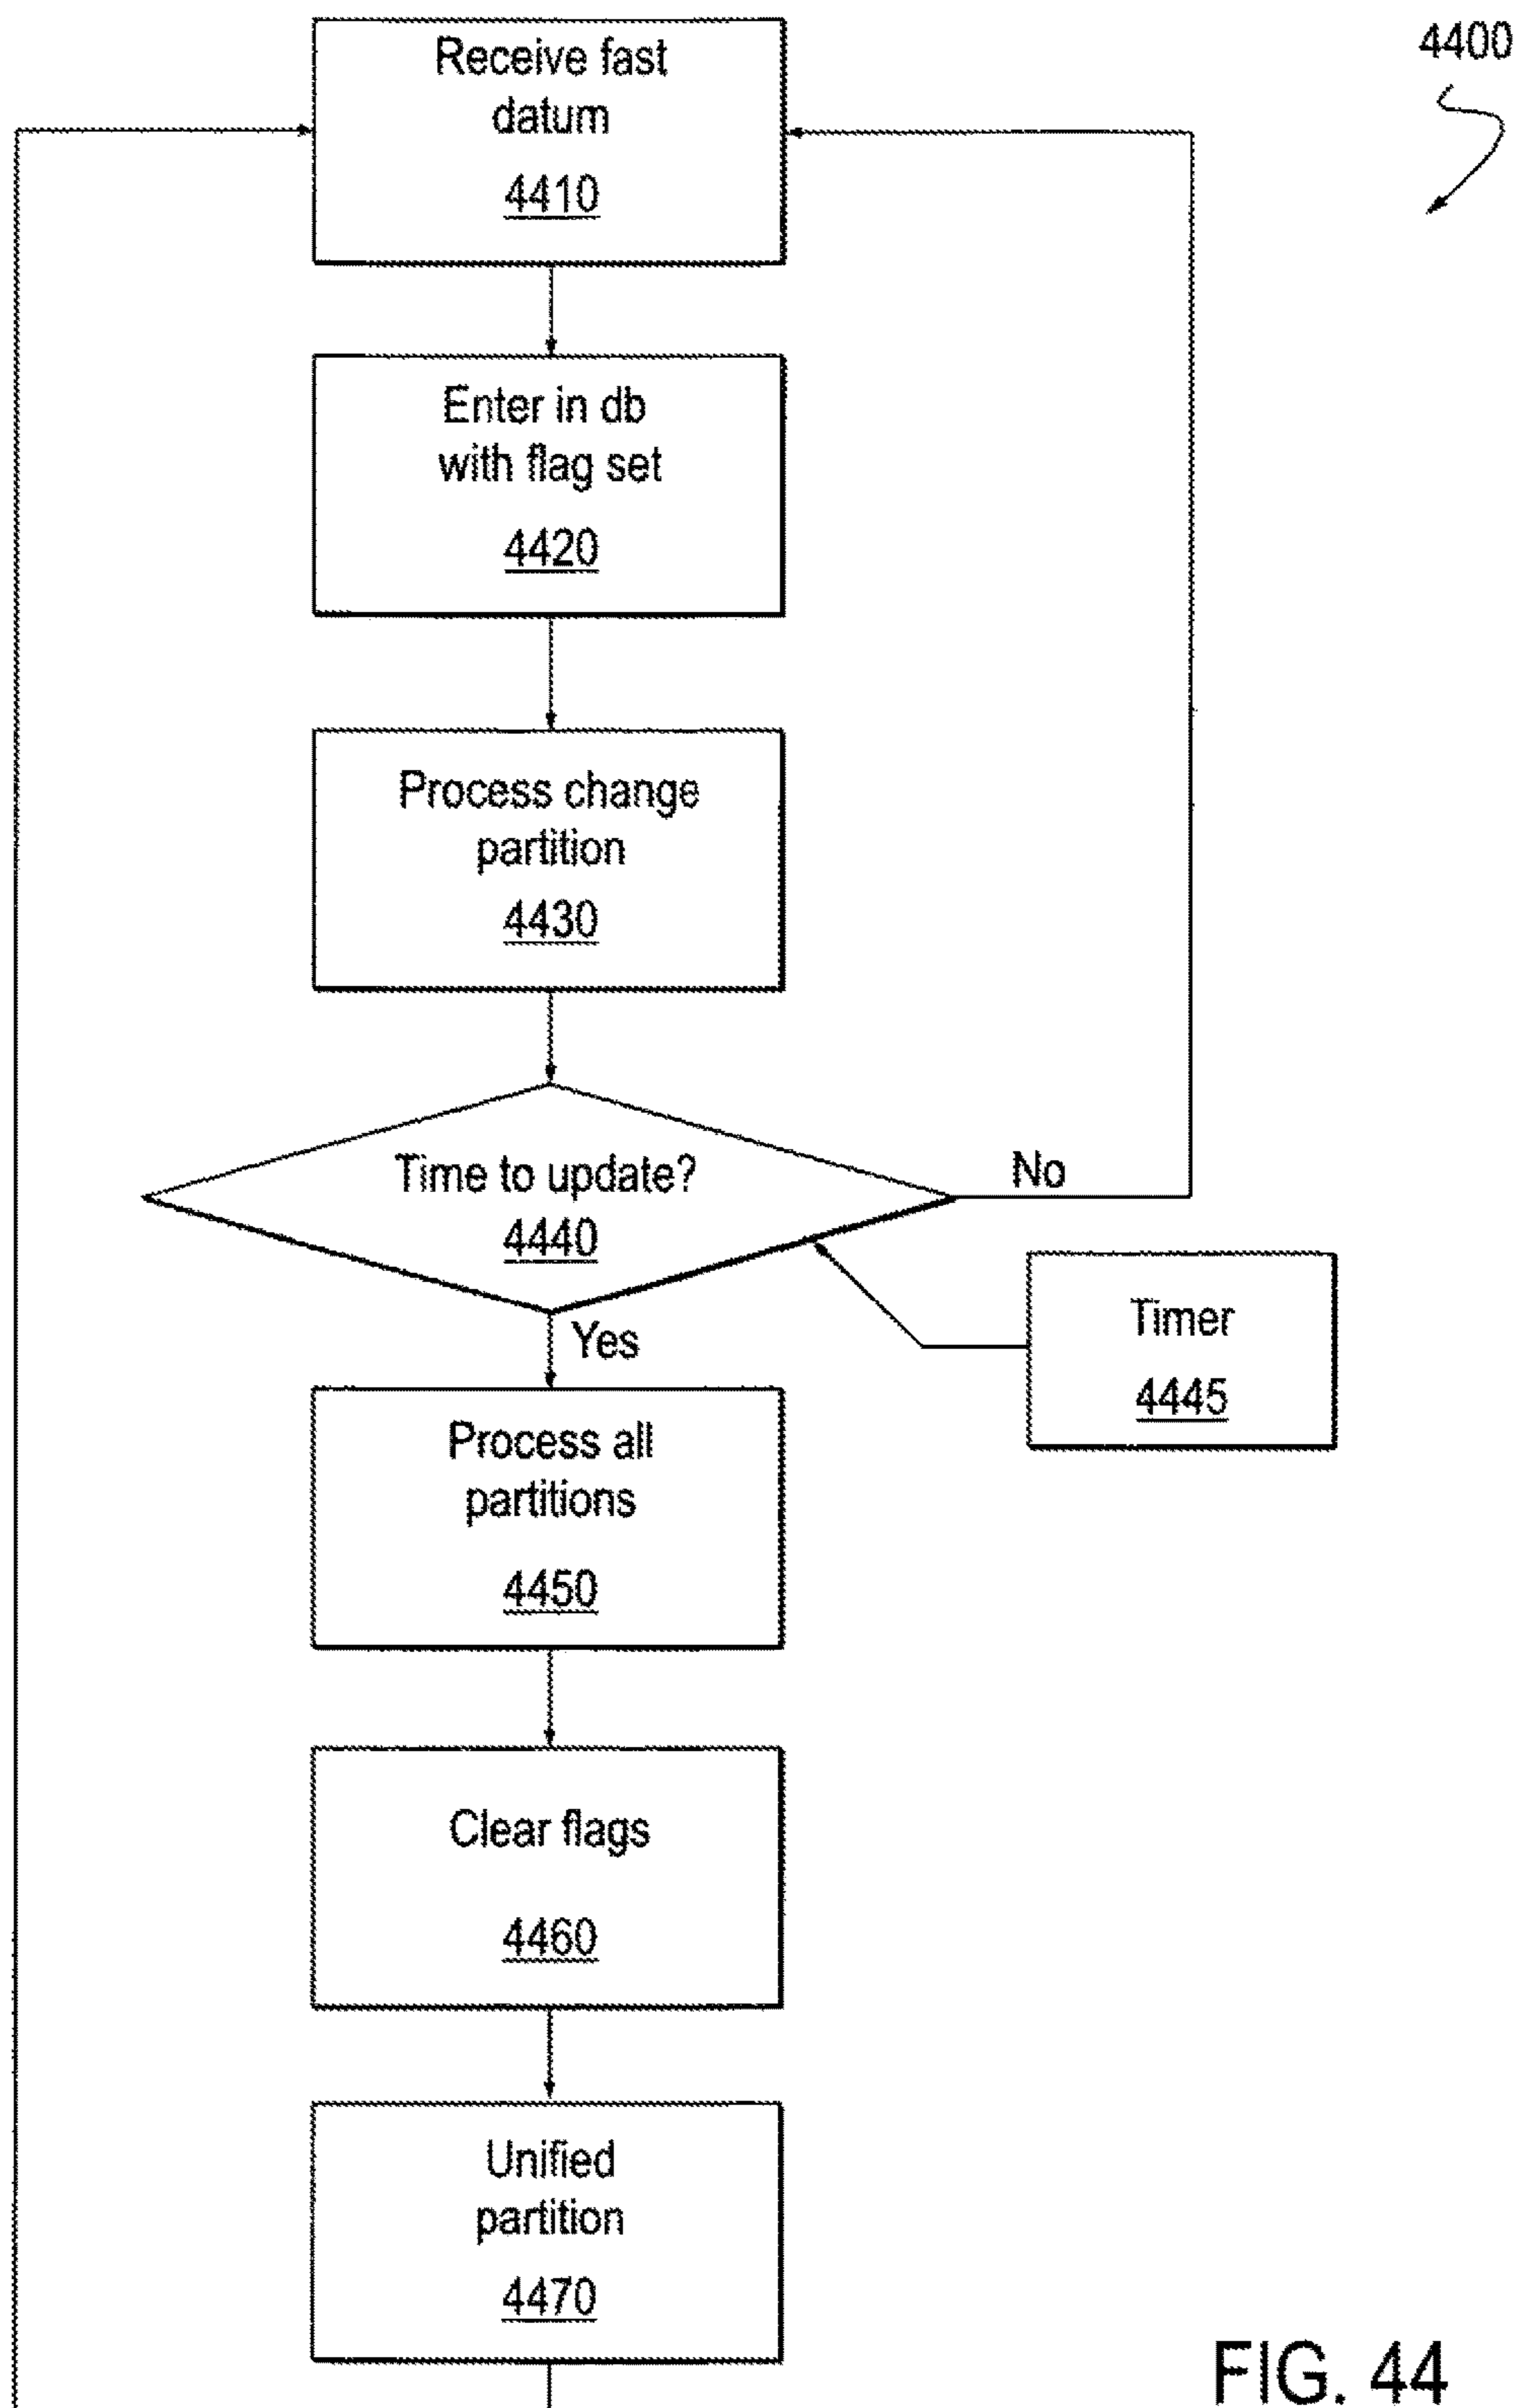 4400
Receive fast
datum
4410
Enter in db
with flag set
4420
Process change
partition
4430
Time to update?
4440
No
Yes
Timer
4445
Process all
partitions
4450
Clear flags
4460
Unified
partition
4470
FIG. 44